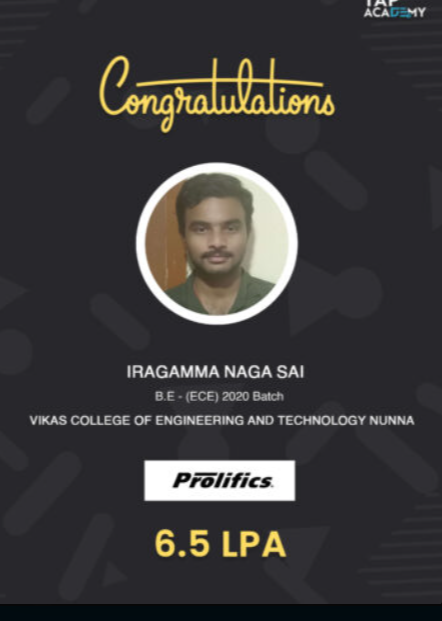 TAP
ACADEMY
Congratulations
IRAGAMMA NAGA SAI
B.E - (ECE) 2020 Batch
VIKAS COLLEGE OF ENGINEERING AND TECHNOLOGY NUNNA
Prolifics.
6.5 LPA